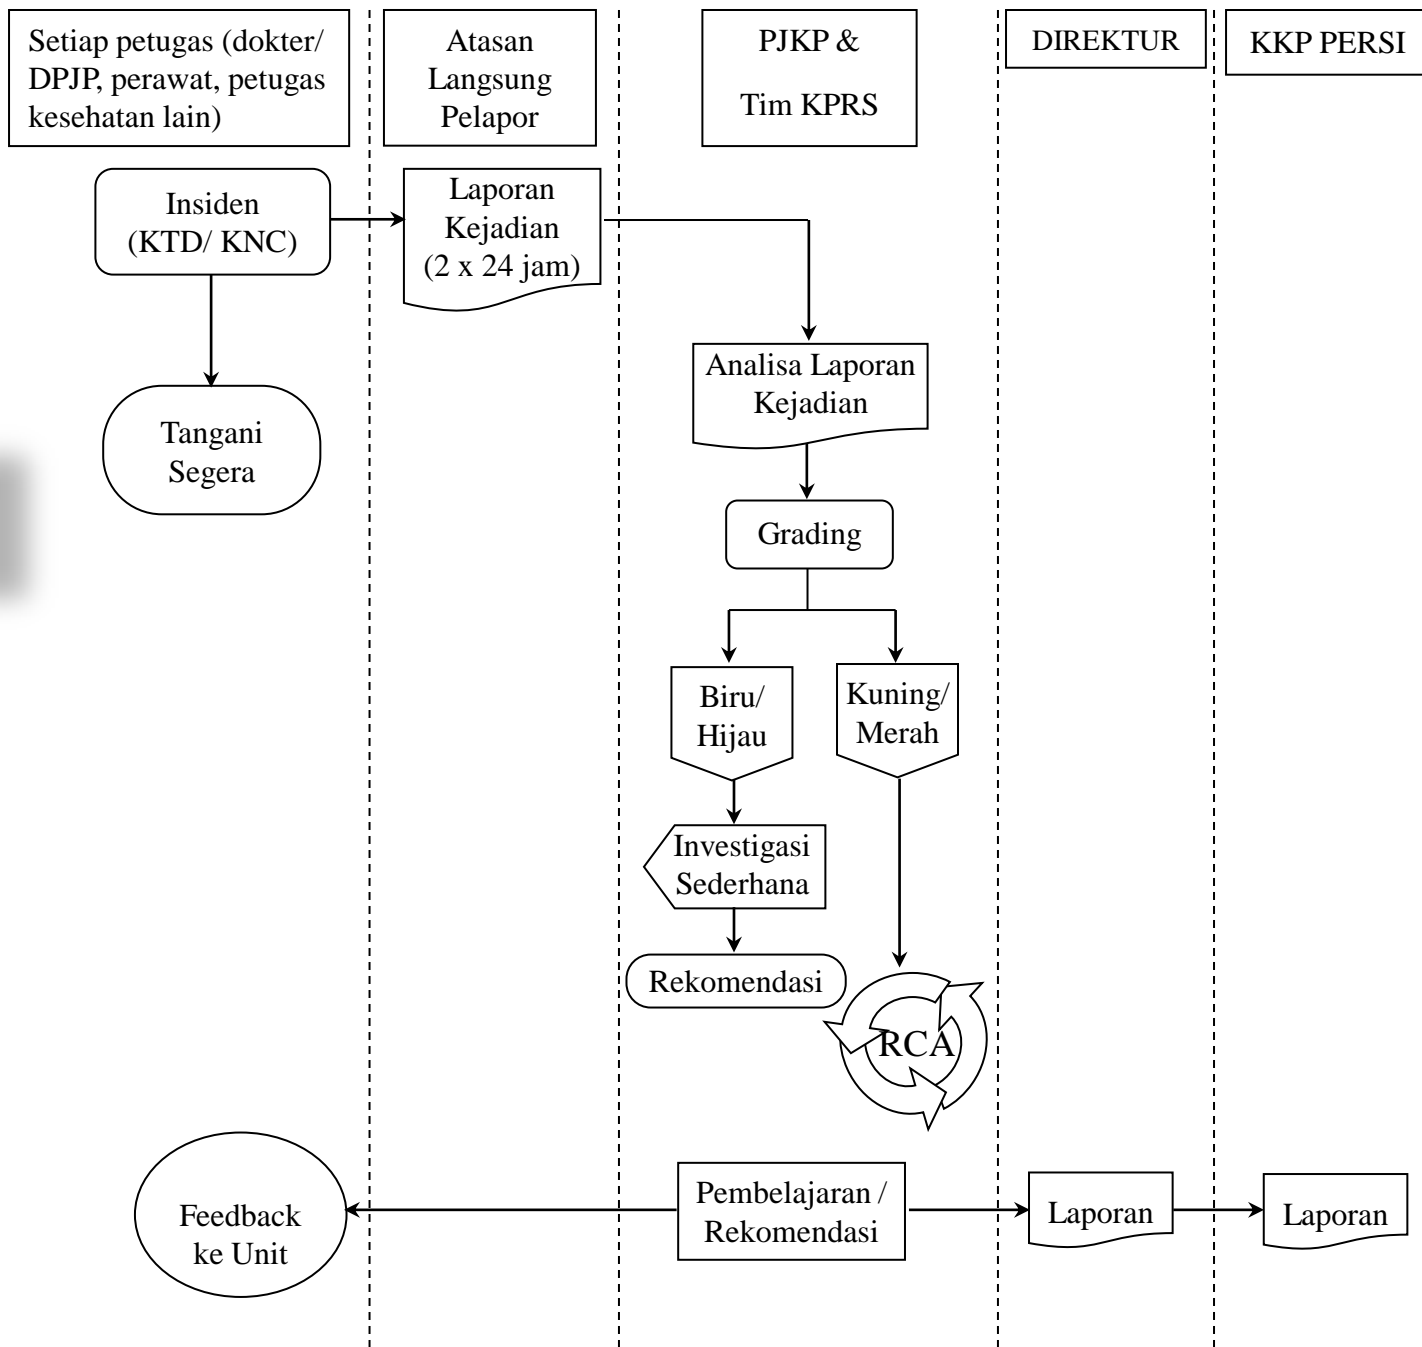 Setiap petugas (dokter/
DPJP, perawat, petugas
kesehatan lain)
Atasan
Langsung
Pelapor
PJKP &
Tim KPRS
DIREKTUR
KKP PERSI
Insiden
(KTD/ KNC)
Laporan
Kejadian
(2 x 24 jam)
Tangani
Segera
Analisa Laporan
Kejadian
Grading
Biru/
Hijau
Kuning/
Merah
Investigasi
Sederhana
Rekomendasi
RCA
Feedback
ke Unit
Pembelajaran /
Rekomendasi
Laporan
Laporan